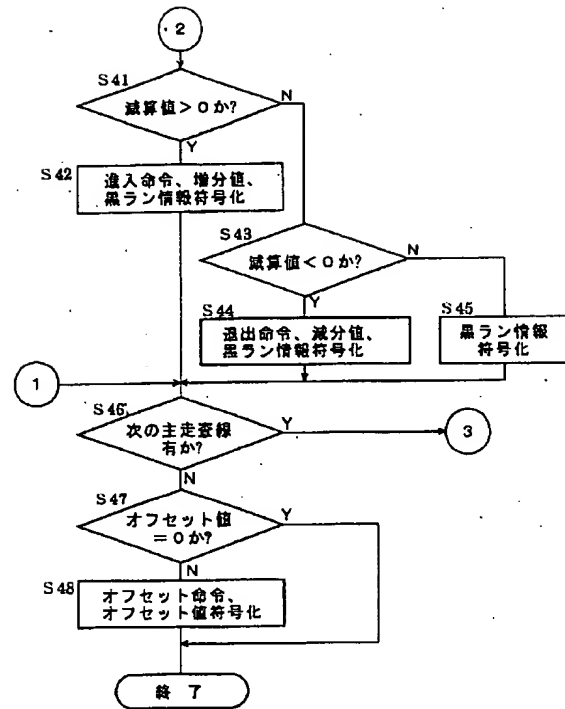 2
S41
減算値＞0か?
N
Y
S42
進入命令、増分値、
黒ラン情報符号化
S43
減算値＜0か?
N
Y
S44
退出命令、減分値、
黒ラン情報符号化
S45
黒ラン情報
符号化
1
S46
次の主走査線
有か?
Y
3
N
S47
オフセット値
＝0か?
Y
N
S48
オフセット命令、
オフセット値符号化
終了